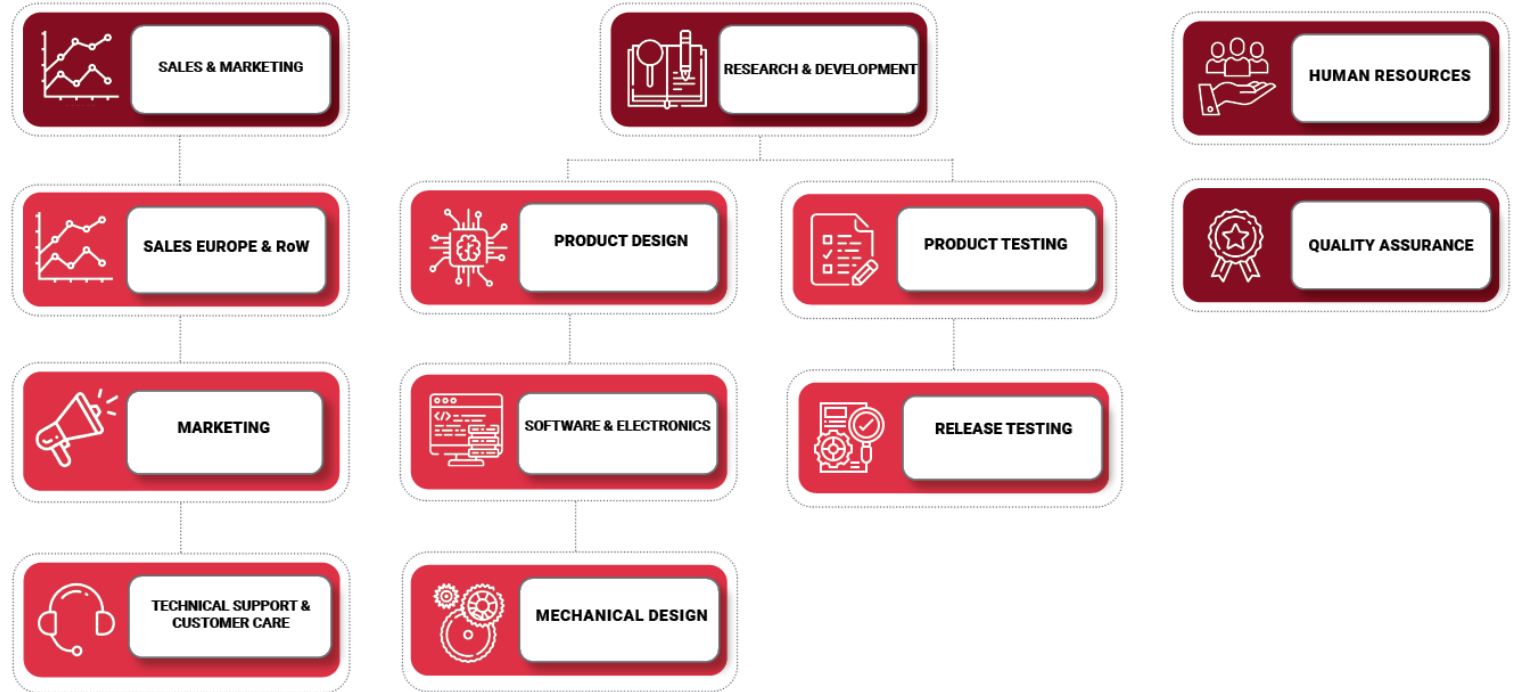 SALES & MARKETING
RESEARCH & DEVELOPMENT
HUMAN RESOURCES
SALES EUROPE & RoW
PRODUCT DESIGN
PRODUCT TESTING
QUALITY ASSURANCE
MARKETING
SOFTWARE & ELECTRONICS
RELEASE TESTING
TECHNICAL SUPPORT &
CUSTOMER CARE
MECHANICAL DESIGN